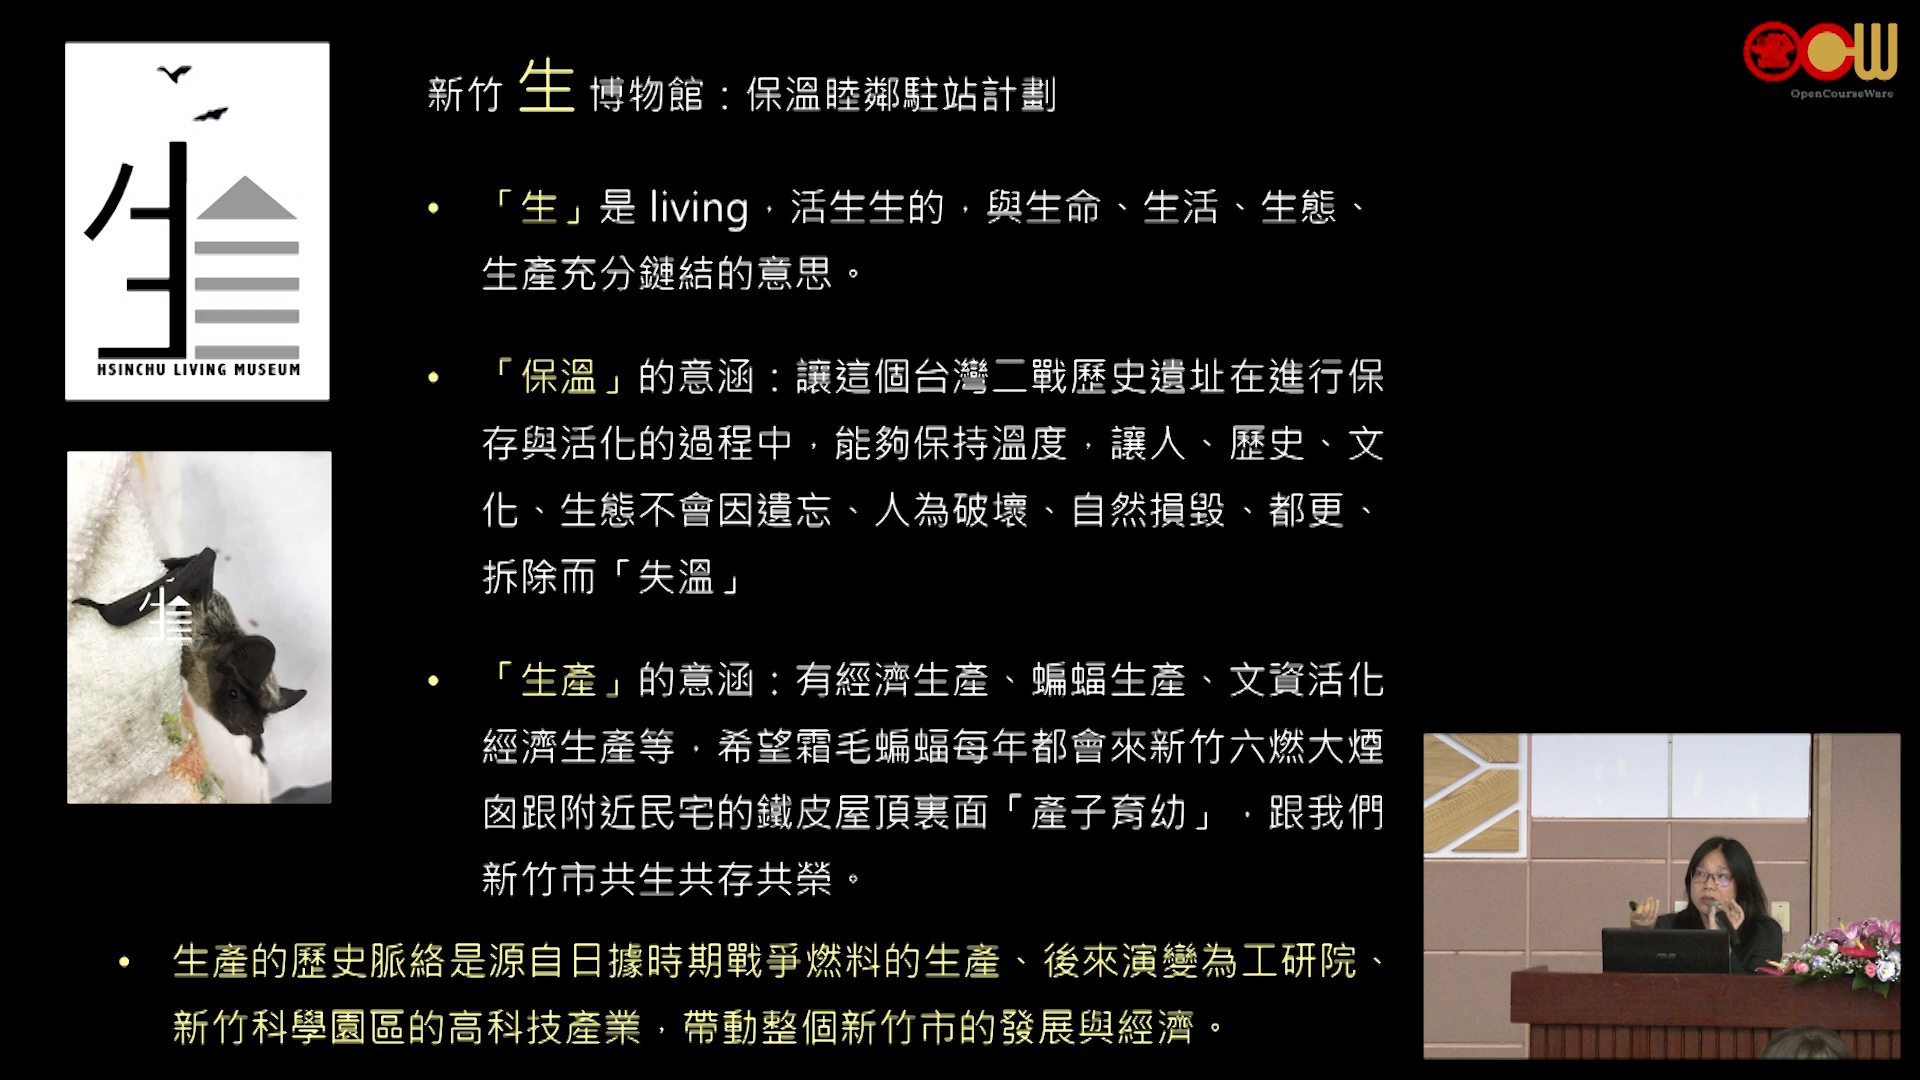 OpenCourseWare
生
HSINCHU LIVING MUSEUM
生
新竹 生 博物館：保溫睦鄰駐站計劃
• 「生」是 living，活生生的，與生命、生活、生態、
生產充分鏈結的意思。
• 「保溫」的意涵：讓這個台灣二戰歷史遺址在進行保
存與活化的過程中，能夠保持溫度，讓人、歷史、文
化、生態不會因遺忘、人為破壞、自然損毀、都更、
拆除而「失溫」
• 「生產」的意涵：有經濟生產、蝙蝠生產、文資活化
經濟生產等，希望霜毛蝙蝠每年都會來新竹六燃大煙
囪跟附近民宅的鐵皮屋頂裏面「產子育幼」，跟我們
新竹市共生共存共榮。
• 生產的歷史脈絡是源自日據時期戰爭燃料的生產、後來演變為工研院、
新竹科學園區的高科技產業，帶動整個新竹市的發展與經濟。